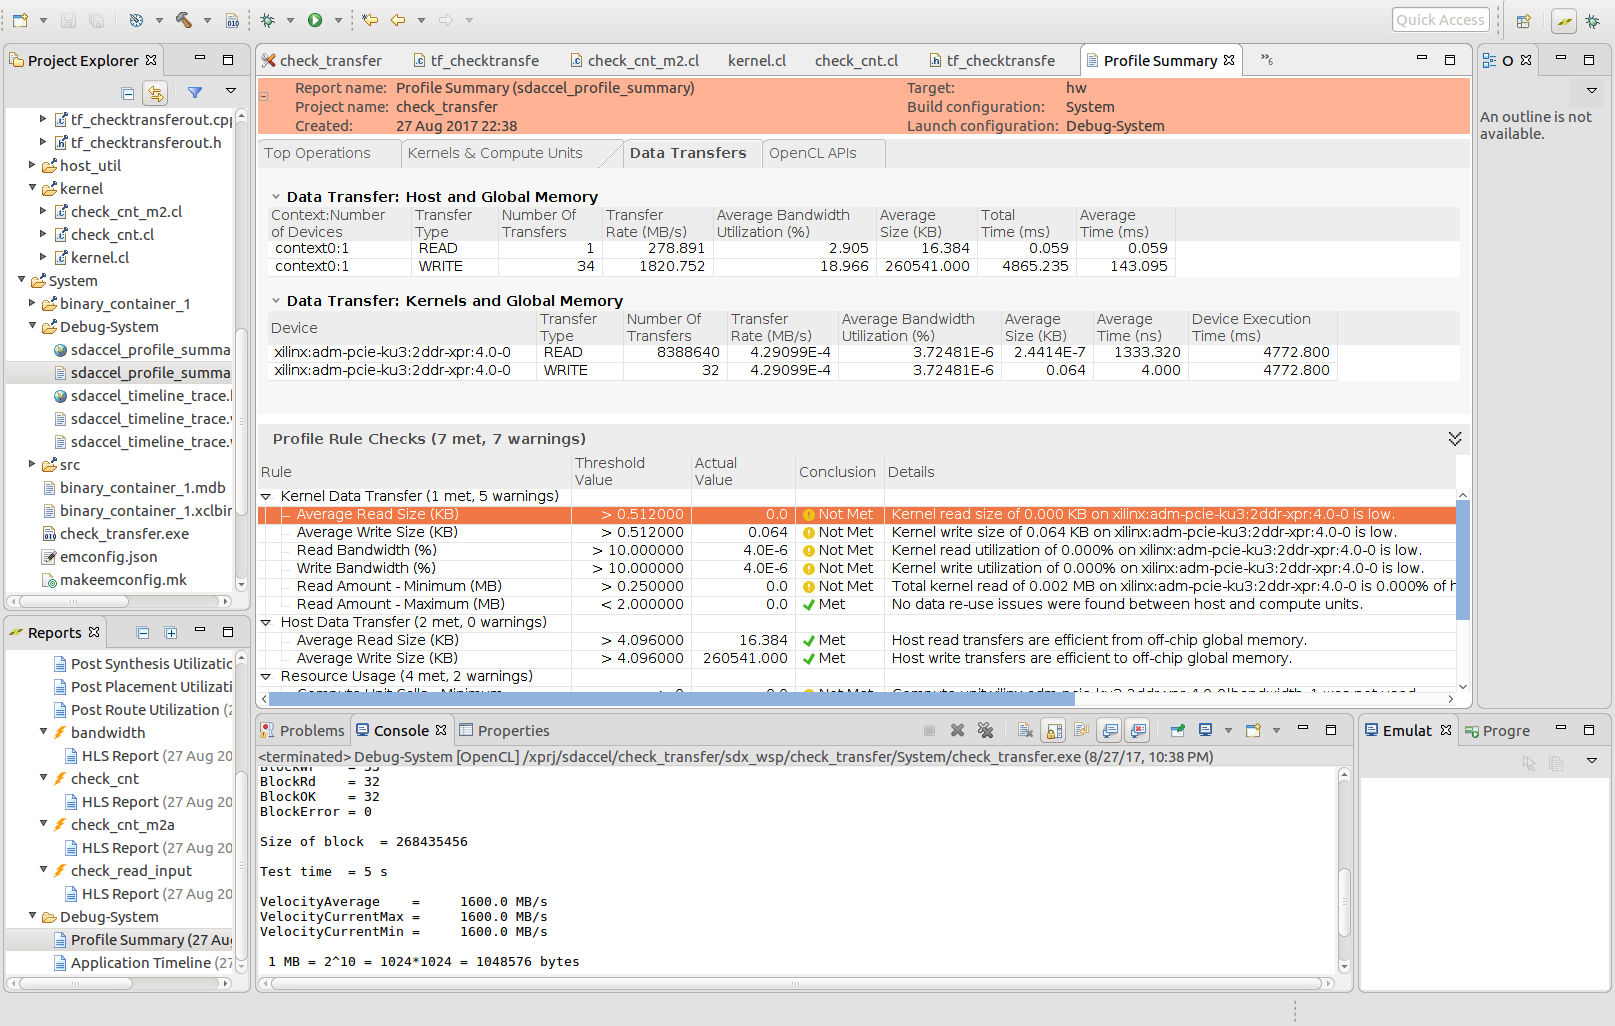 Quick Access
Project Explorer
tf_checktransferout.cpp
tf_checktransferout.h
host_util
kernel
check_cnt_m2.cl
check_cnt.cl
kernel.cl
System
binary_container_1
Debug-System
sdaccel_profile_summa
sdaccel_profile_summa
sdaccel_timeline_trace.
sdaccel_timeline_trace.
sdaccel_timeline_trace.
src
binary_container_1.mdb
binary_container_1.xclbin
check_transfer.exe
emconfig.json
makeemconfig.mk
Reports
Post Synthesis Utilizatic
Post Placement Utilizati
Post Route Utilization (2
bandwidth
HLS Report (27 Aug 20
check_cnt
HLS Report (27 Aug 20
check_cnt_m2a
HLS Report (27 Aug 20
check_read_input
HLS Report (27 Aug 20
Debug-System
Profile Summary (27 Aug
Application Timeline (27
check_transfer tf_checktransfe check_cnt_m2.cl kernel.cl check_cnt.cl tf_checktransfe Profile Summary »6
Report name: Profile Summary (sdaccel_profile_summary) Target: hw
Project name: check_transfer Build configuration: System
Created: 27 Aug 2017 22:38 Launch configuration: Debug-System
Top Operations Kernels & Compute Units Data Transfers OpenCL APIs
Data Transfer: Host and Global Memory
Context:Number Transfer Number Of Transfer Average Bandwidth Average Total Average
of Devices Type Transfers Rate (MB/s) Utilization (%) Size (KB) Time (ms) Time (ms)
context0:1 READ 1 278.891 2.905 16.384 0.059 0.059
context0:1 WRITE 34 1820.752 18.966 260541.000 4865.235 143.095
Data Transfer: Kernels and Global Memory
Transfer Number Of Transfer Average Bandwidth Average Average Device Execution
Device Type Transfers Rate (MB/s) Utilization (%) Size (KB) Time (ns) Time (ms)
xilinx:adm-pcie-ku3:2ddr-xpr:4.0-0 READ 8388640 4.29099E-4 3.72481E-6 2.4414E-7 1333.320 4772.800
xilinx:adm-pcie-ku3:2ddr-xpr:4.0-0 WRITE 32 4.29099E-4 3.72481E-6 0.064 4.000 4772.800
Profile Rule Checks (7 met, 7 warnings)
Threshold Actual
Rule Value Value Conclusion Details
Kernel Data Transfer (1 met, 5 warnings)
Average Read Size (KB) > 0.512000 0.0 Not Met Kernel read size of 0.000 KB on xilinx:adm-pcie-ku3:2ddr-xpr:4.0-0 is low.
Average Write Size (KB) > 0.512000 0.064 Not Met Kernel write size of 0.064 KB on xilinx:adm-pcie-ku3:2ddr-xpr:4.0-0 is low.
Read Bandwidth (%) > 10.000000 4.0E-6 Not Met Kernel read utilization of 0.000% on xilinx:adm-pcie-ku3:2ddr-xpr:4.0-0 is low.
Write Bandwidth (%) > 10.000000 4.0E-6 Not Met Kernel write utilization of 0.000% on xilinx:adm-pcie-ku3:2ddr-xpr:4.0-0 is low.
Read Amount - Minimum (MB) > 0.250000 0.0 Not Met Total kernel read of 0.002 MB on xilinx:adm-pcie-ku3:2ddr-xpr:4.0-0 is 0.000% of h
Read Amount - Maximum (MB) < 2.000000 0.0 Met No data re-use issues were found between host and compute units.
Host Data Transfer (2 met, 0 warnings)
Average Read Size (KB) > 4.096000 16.384 Met Host read transfers are efficient from off-chip global memory.
Average Write Size (KB) > 4.096000 260541.000 Met Host write transfers are efficient to off-chip global memory.
Resource Usage (4 met, 2 warnings)
Problems Console Properties
<terminated> Debug-System [OpenCL] /xprj/sdaccel/check_transfer/sdx_wsp/check_transfer/System/check_transfer.exe (8/27/17, 10:38 PM)
BlockRd = 32
BlockOK = 32
BlockError = 0
Size of block = 268435456
Test time = 5 s
VelocityAverage = 1600.0 MB/s
VelocityCurrentMax = 1600.0 MB/s
VelocityCurrentMin = 1600.0 MB/s
1 MB = 2^10 = 1024*1024 = 1048576 bytes
O
An outline is not
available.
Emulat Progre